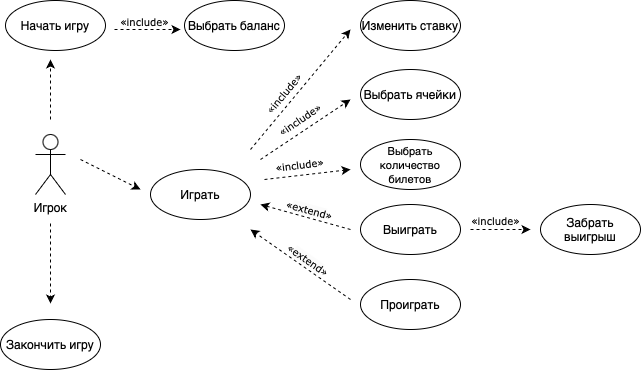 Начать игру
«include»
Выбрать баланс
Изменить ставку
«include»
Выбрать ячейки
«include»
Выбрать
количество
билетов
«include»
Играть
Игрок
«extend»
Выиграть
«include»
Забрать
выигрыш
«extend»
Проиграть
Закончить игру